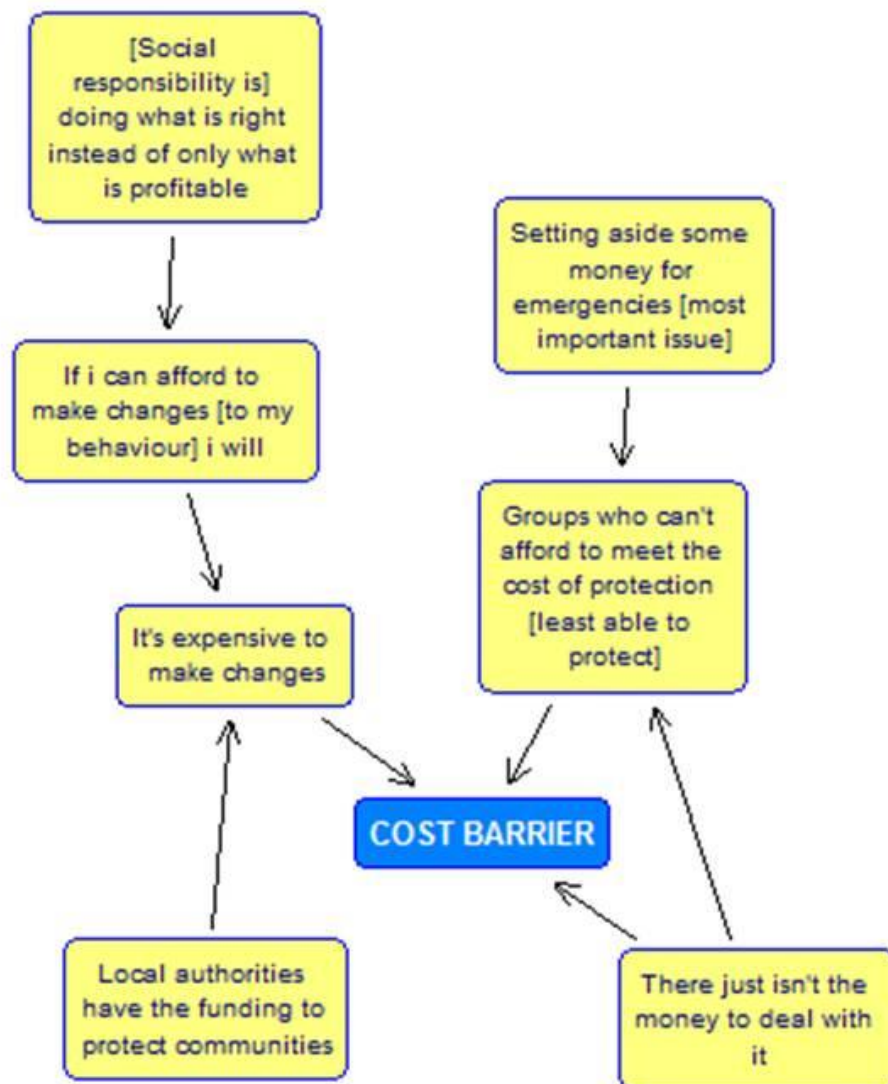 [Social
responsibility is]
doing what is right
instead of only what
is profitable
Setting aside some
money for
emergencies [most
important issue]
If i can afford to
make changes [to my
behaviour] i will
Groups who can't
afford to meet the
cost of protection
[least able to
protect]
It's expensive to
make changes
COST BARRIER
Local authorities
have the funding to
protect communities
There just isn't the
money to deal with
it